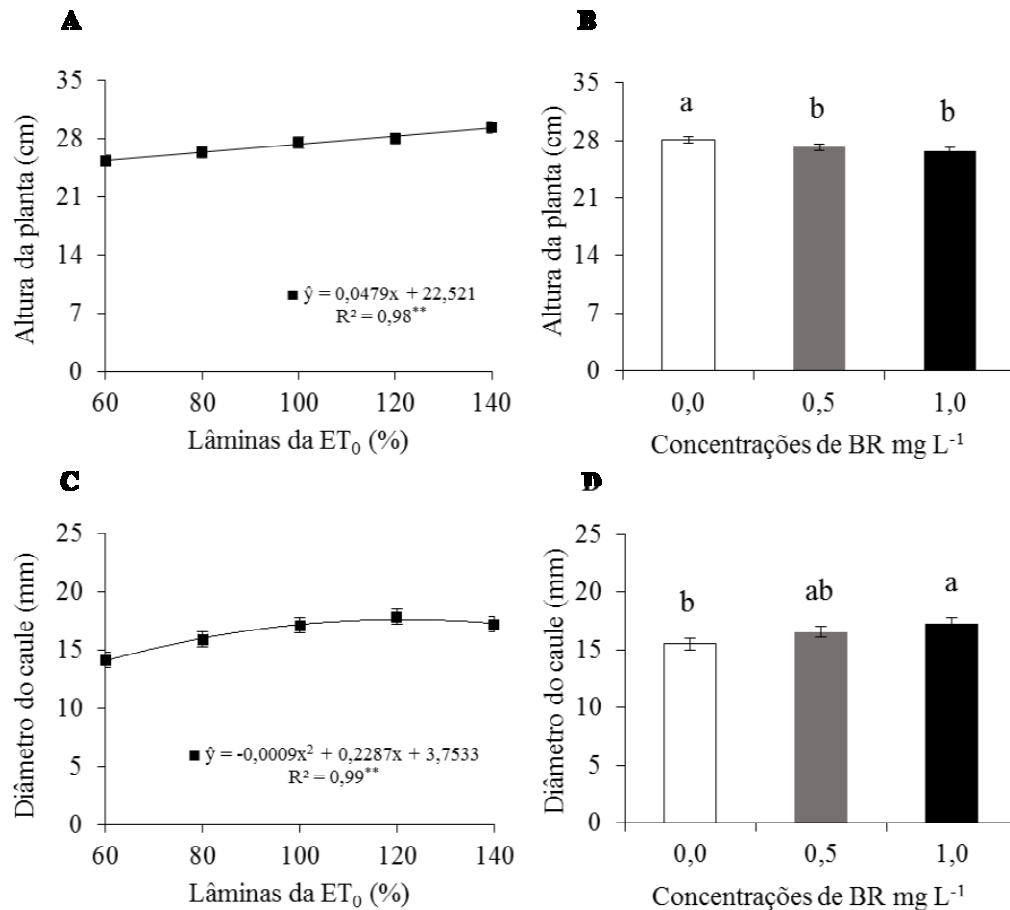 A
Altura da planta (cm)
35
28
21
14
7
0
■ ŷ = 0,0479x + 22,521
R² = 0,98**
60 80 100 120 140
Lâminas da ET₀ (%)
B
Altura da planta (cm)
35
28
21
14
7
0
a b b
0,0 0,5 1,0
Concentrações de BR mg L⁻¹
C
Diâmetro do caule (mm)
25
20
15
10
5
0
■ ŷ = -0,0009x² + 0,2287x + 3,7533
R² = 0,99**
60 80 100 120 140
Lâminas da ET₀ (%)
D
Diâmetro do caule (mm)
25
20
15
10
5
0
b ab a
0,0 0,5 1,0
Concentrações de BR mg L⁻¹